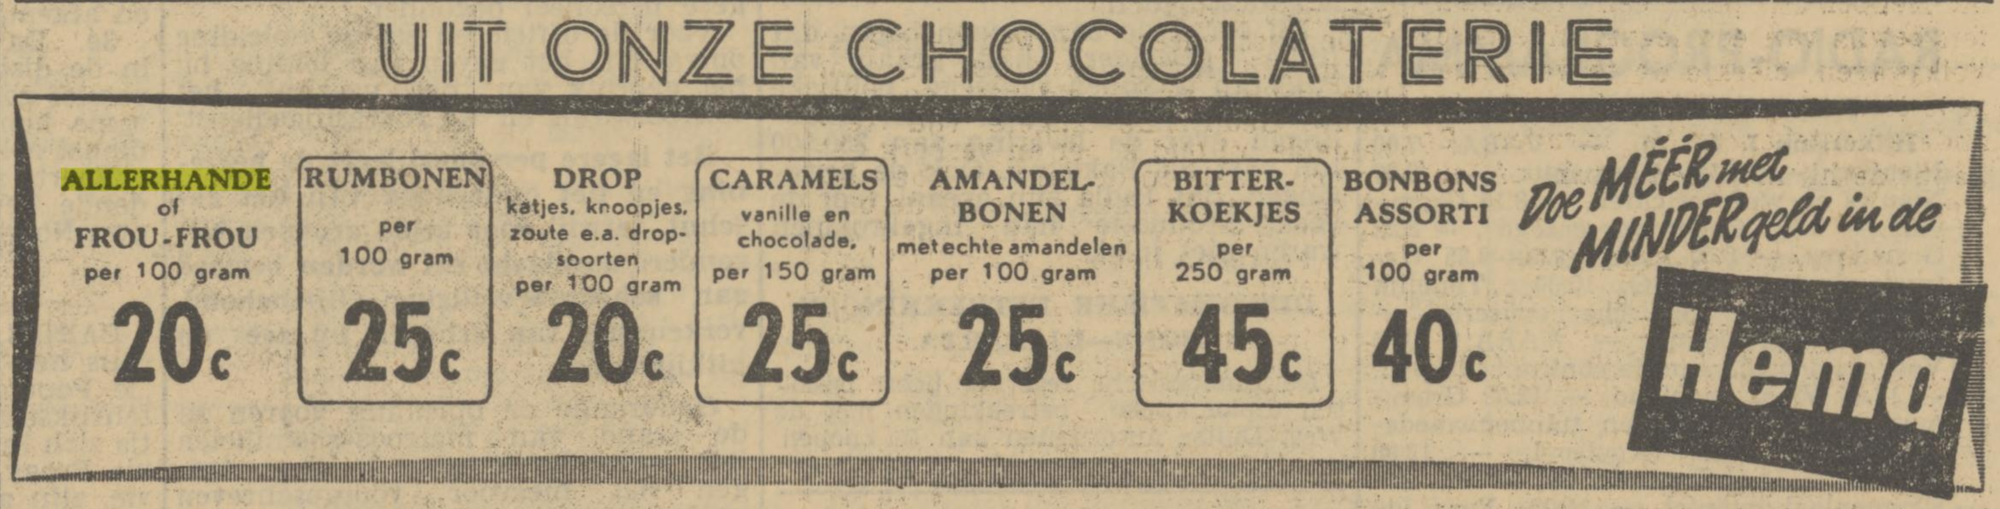 UIT ONZE CHOCOLATERIE
ALLERHANDE
of
FROU-FROU
per 100 gram
20c
RUMBONEN
per
100 gram
25c
DROP
katjes, knoopjes,
zoute e.a. drop-
soorten
per 100 gram
20c
CARAMELS
vanille en
chocolade,
per 150 gram
25c
AMANDEL-
BONEN
met echte amandelen
per 100 gram
25c
BITTER-
KOEKJES
per
250 gram
45c
BONBONS
ASSORTI
per
100 gram
40c
Doe MÉÉR met
MINDER geld in de
Hema